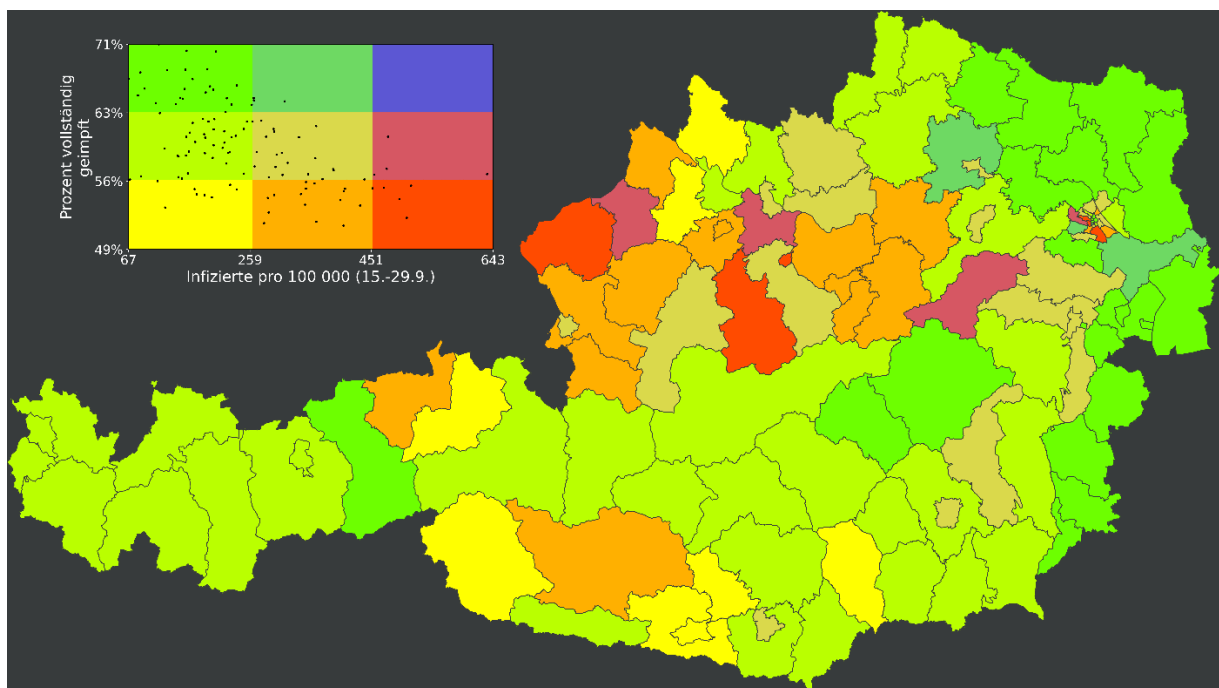 71%
63%
56%
49%
Prozent vollständig
geimpft
67
259
451
643
Infizierte pro 100 000 (15.-29.9.)